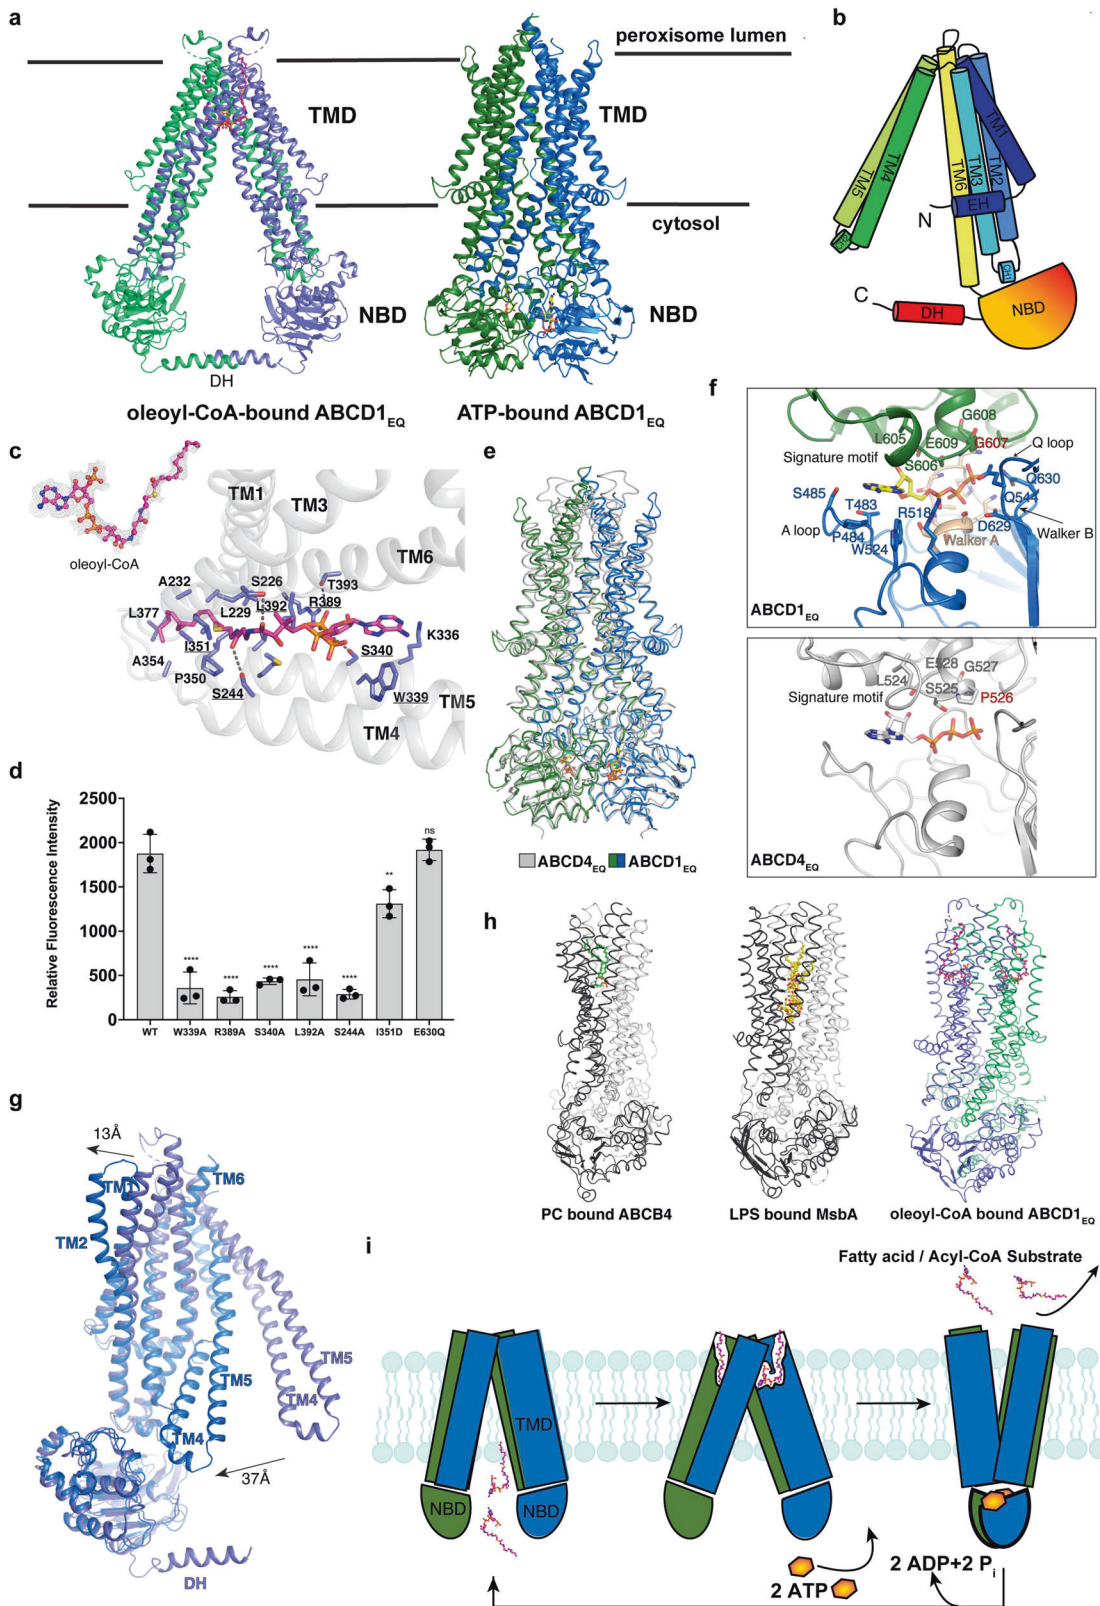 a
peroxisome lumen
TMD
TMD
cytosol
NBD
NBD
DH
oleoyl-CoA-bound ABCD1EQ
ATP-bound ABCD1EQ
b
TM5
TM4
TM6
TM3
TM2
TM1
EH
N
CH1
C
DH
NBD
c
oleoyl-CoA
TM1
TM3
TM6
A232
S226
T393
L377
L229
L392
R389
K336
I351
A354
P350
S340
S244
W339
TM5
TM4
d
Relative Fluorescence Intensity
2500
2000
1500
1000
500
0
****
****
****
****
****
**
ns
WT
W339A
R389A
S340A
L392A
S244A
I351D
E630Q
e
ABCD4EQ
ABCD1EQ
f
G608
L605
E609
G607
Signature motif
S606
Q loop
S485
Q630
T483
R518
Q544
A loop
P484
D629
W524
Walker A
Walker B
ABCD1EQ
E528
G527
L524
S525
Signature motif
P526
ABCD4EQ
g
13Å
TM1
TM6
TM2
TM5
TM4
TM5
TM4
37Å
DH
h
PC bound ABCB4
LPS bound MsbA
oleoyl-CoA bound ABCD1EQ
i
Fatty acid / Acyl-CoA Substrate
TMD
NBD
NBD
2 ATP
2 ADP+2 Pi